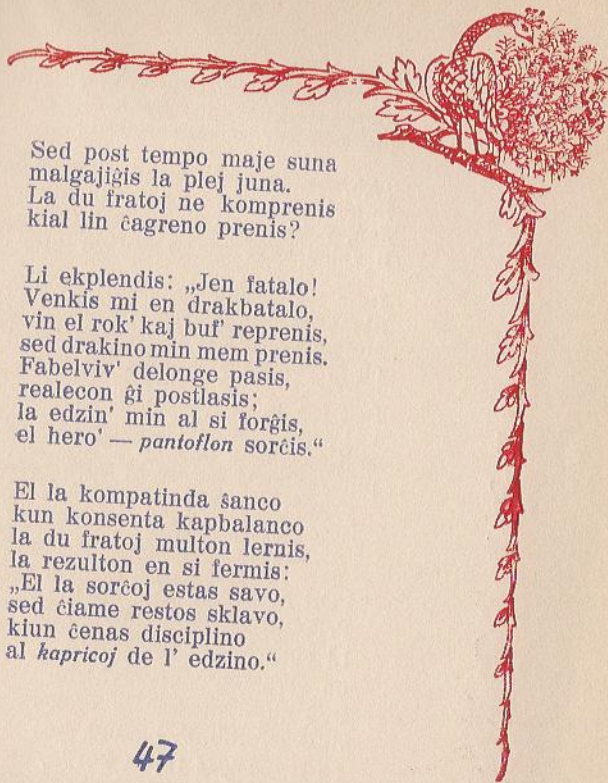 Sed post tempo maje suna
malgajiĝis la plej juna.
La du fratoj ne komprenis
kial lin ĉagreno prenis?
Li ekplendis: „Jen fatalo!
Venkis mi en drakbatalo,
vin el rok' kaj buf' reprenis,
sed drakino min mem prenis.
Fabelviv' delonge pasis,
realecon ĝi postlasis;
la edzin' min al si forĝis,
el hero' — pantoflon sorĉis.“
El la kompatinda ŝanco
kun konsenta kapbalanco
la du fratoj multon lernis,
la rezulton en si fermis:
„El la sorĉoj estas savo,
sed ĉiame restos sklavo,
kiun ĉenas disciplino
al kapricoj de l' edzino.“
47